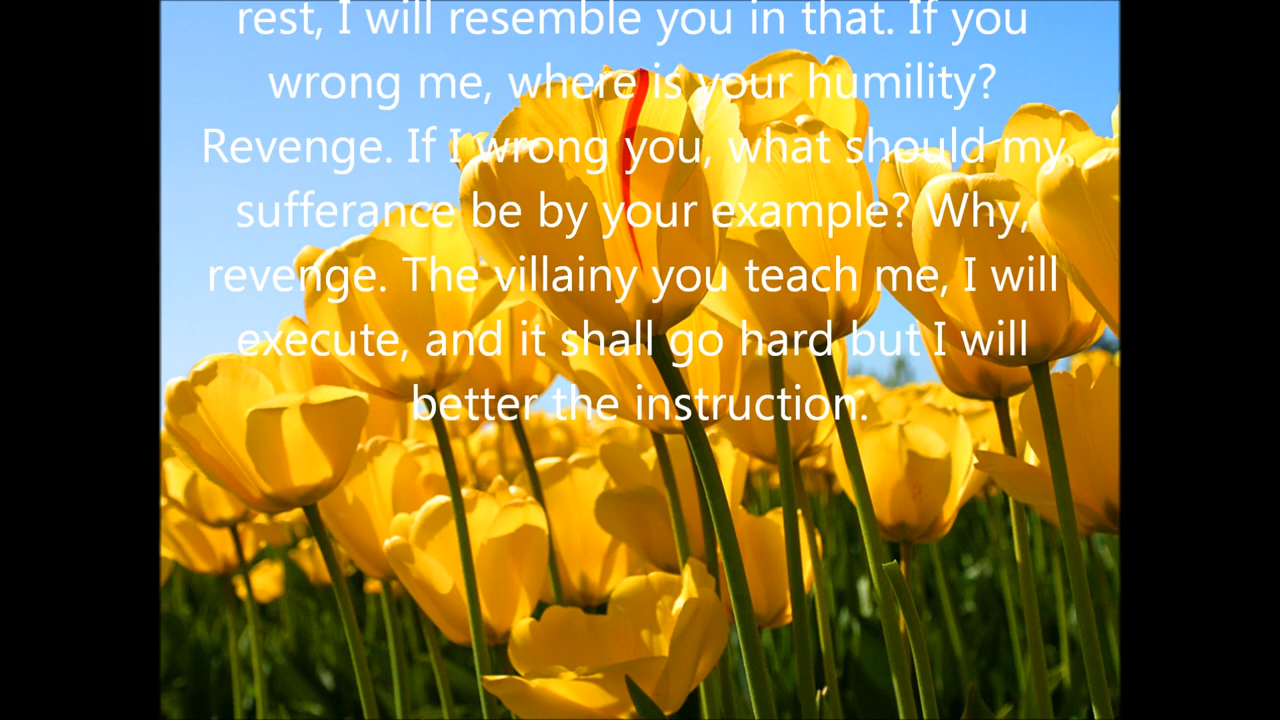 rest, I will resemble you in that. If you
wrong me, where is your humility?
Revenge. If I wrong you, what should my
sufferance be by your example? Why,
revenge. The villainy you teach me, I will
execute, and it shall go hard but I will
better the instruction.